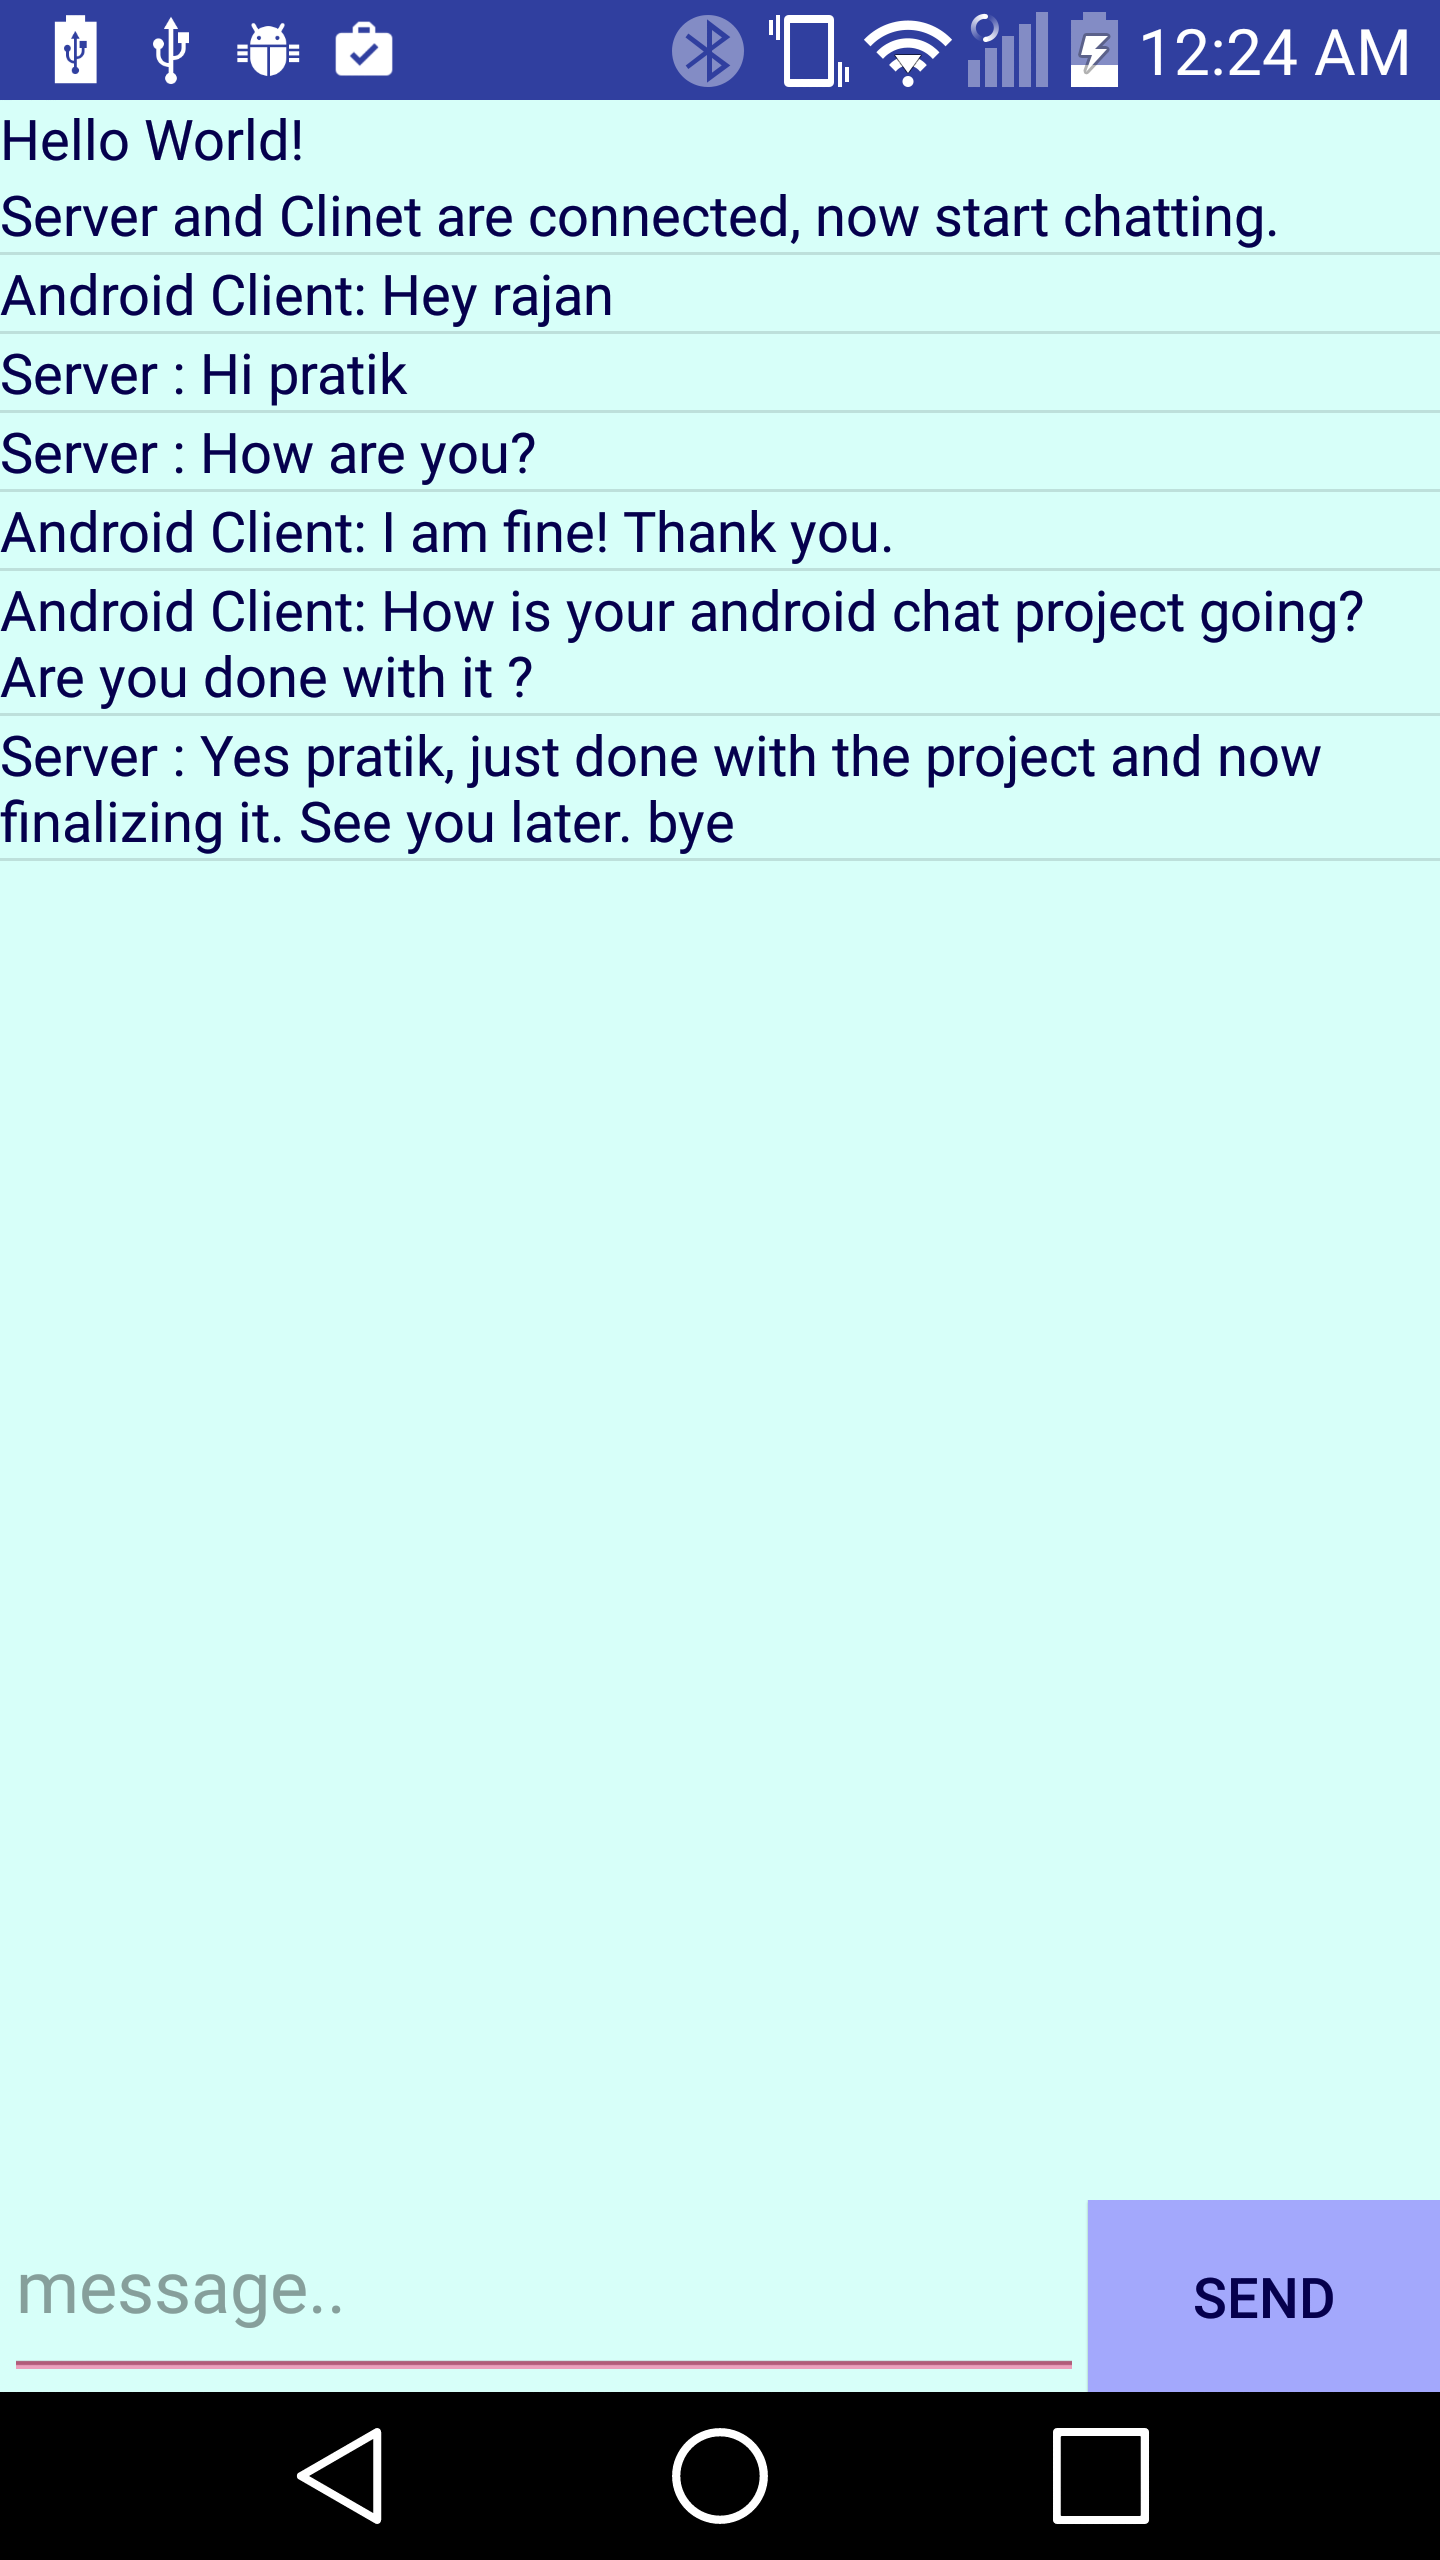 12:24 AM
Hello World!
Server and Clinet are connected, now start chatting.
Android Client: Hey rajan
Server : Hi pratik
Server : How are you?
Android Client: I am fine! Thank you.
Android Client: How is your android chat project going?
Are you done with it ?
Server : Yes pratik, just done with the project and now
finalizing it. See you later. bye
message..
SEND